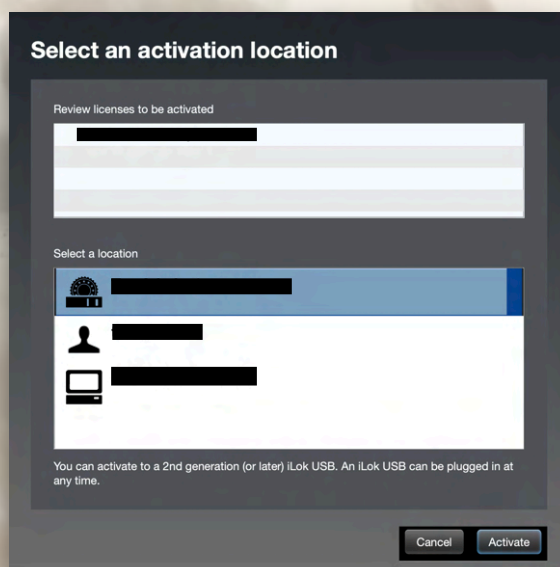 Select an activation location
Review licenses to be activated
Select a location
You can activate to a 2nd generation (or later) iLok USB. An iLok USB can be plugged in at
any time.
Cancel Activate